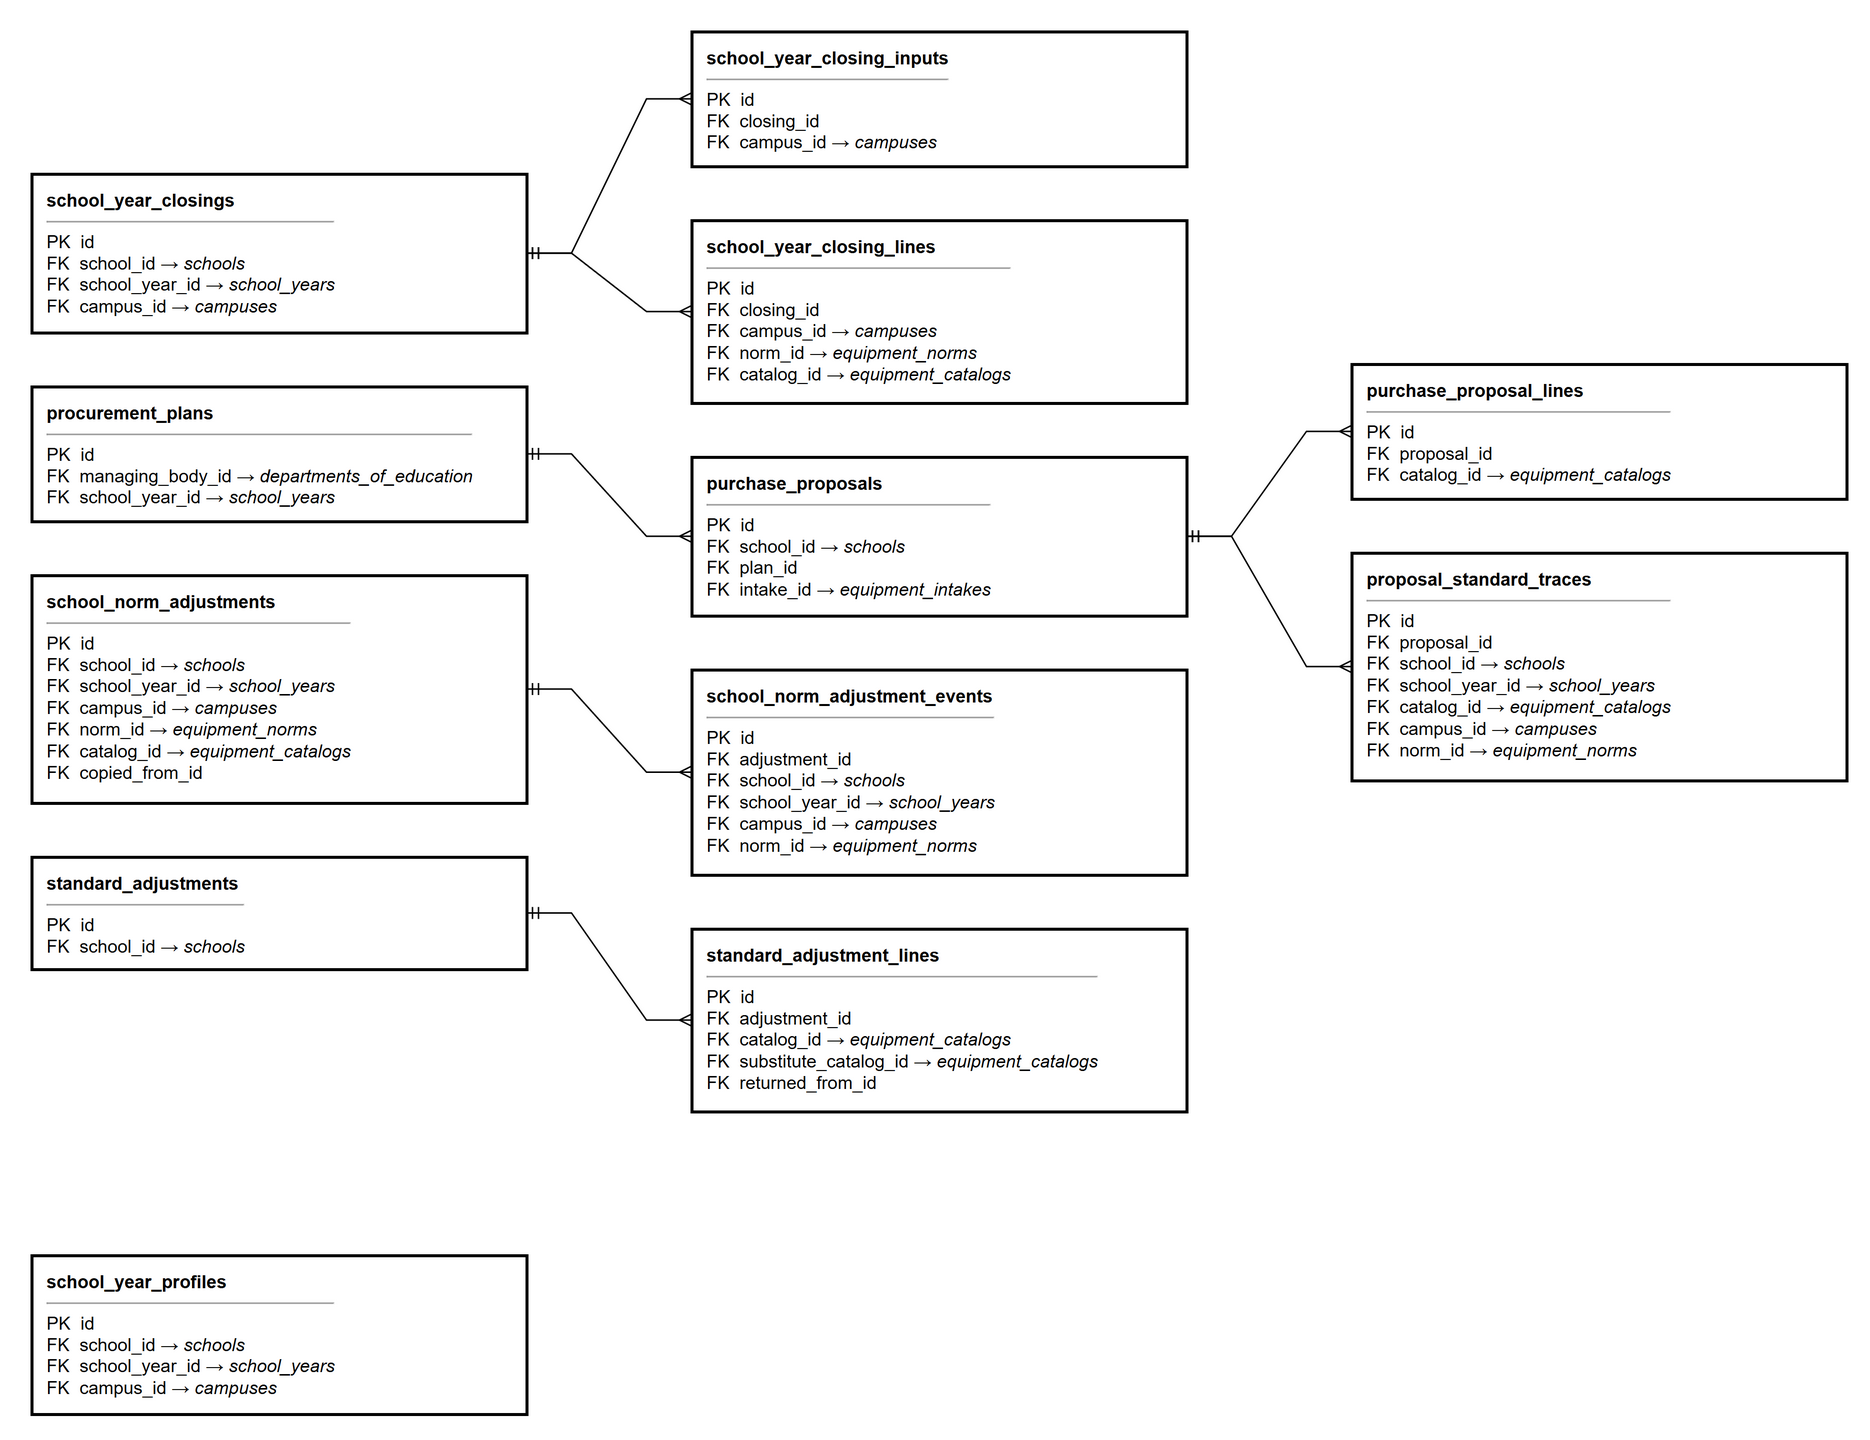 school_year_closing_inputs
PK id
FK closing_id
FK campus_id → campuses
school_year_closings
PK id
FK school_id → schools
FK school_year_id → school_years
FK campus_id → campuses
school_year_closing_lines
PK id
FK closing_id
FK campus_id → campuses
FK norm_id → equipment_norms
FK catalog_id → equipment_catalogs
procurement_plans
PK id
FK managing_body_id → departments_of_education
FK school_year_id → school_years
purchase_proposals
PK id
FK school_id → schools
FK plan_id
FK intake_id → equipment_intakes
purchase_proposal_lines
PK id
FK proposal_id
FK catalog_id → equipment_catalogs
proposal_standard_traces
PK id
FK proposal_id
FK school_id → schools
FK school_year_id → school_years
FK catalog_id → equipment_catalogs
FK campus_id → campuses
FK norm_id → equipment_norms
school_norm_adjustments
PK id
FK school_id → schools
FK school_year_id → school_years
FK campus_id → campuses
FK norm_id → equipment_norms
FK catalog_id → equipment_catalogs
FK copied_from_id
school_norm_adjustment_events
PK id
FK adjustment_id
FK school_id → schools
FK school_year_id → school_years
FK campus_id → campuses
FK norm_id → equipment_norms
standard_adjustments
PK id
FK school_id → schools
standard_adjustment_lines
PK id
FK adjustment_id
FK catalog_id → equipment_catalogs
FK substitute_catalog_id → equipment_catalogs
FK returned_from_id
school_year_profiles
PK id
FK school_id → schools
FK school_year_id → school_years
FK campus_id → campuses